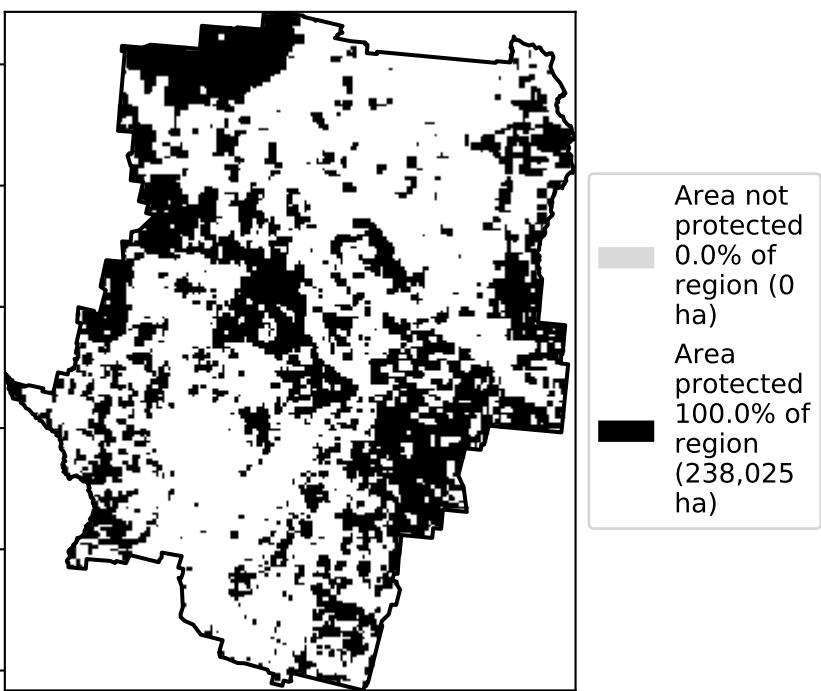 Area not
protected
0.0% of
region (0
ha)
Area
protected
100.0% of
region
(238,025
ha)